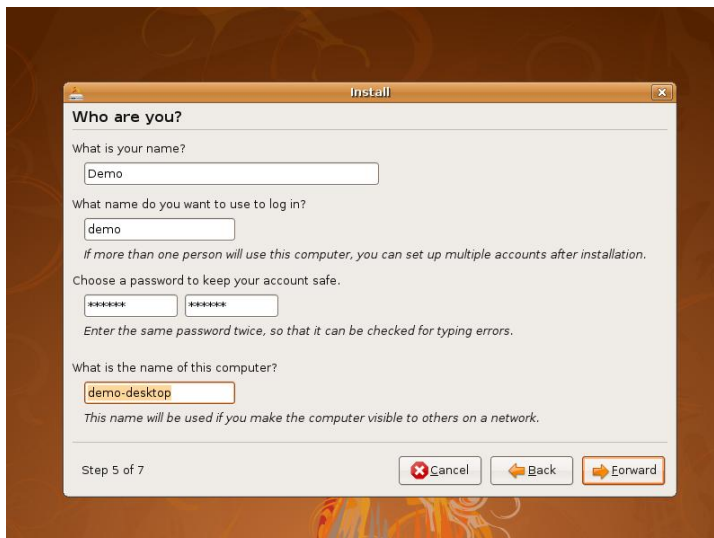 Install
Who are you?
What is your name?
Demo
What name do you want to use to log in?
demo
If more than one person will use this computer, you can set up multiple accounts after installation.
Choose a password to keep your account safe.
****** ******
Enter the same password twice, so that it can be checked for typing errors.
What is the name of this computer?
demo-desktop
This name will be used if you make the computer visible to others on a network.
Step 5 of 7 Cancel Back Forward